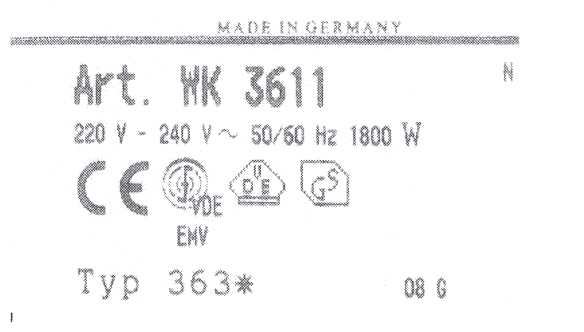 MADE IN GERMANY
Art. WK 3611 N
220 V - 240 V ~ 50/60 Hz 1800 W
CE VDE DVE GS
EMV
Typ 363* 08 G